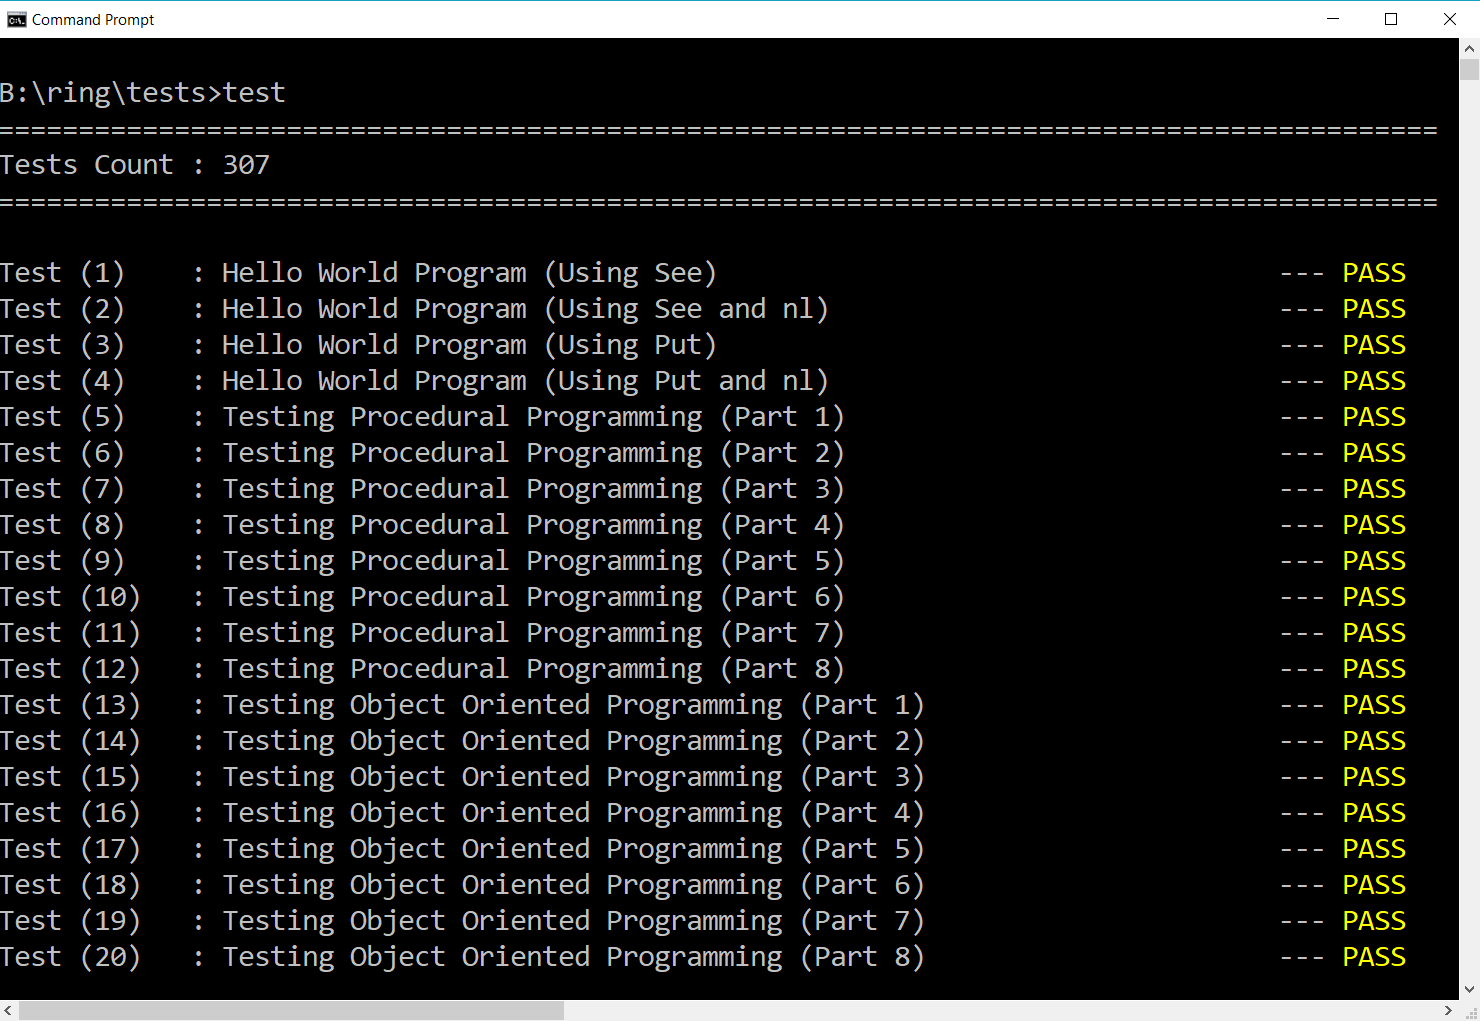 Command Prompt
B:\ring\tests>test
==========================================================================================
Tests Count : 307
==========================================================================================
Test (1)    : Hello World Program (Using See)                                   --- PASS
Test (2)    : Hello World Program (Using See and nl)                            --- PASS
Test (3)    : Hello World Program (Using Put)                                   --- PASS
Test (4)    : Hello World Program (Using Put and nl)                            --- PASS
Test (5)    : Testing Procedural Programming (Part 1)                           --- PASS
Test (6)    : Testing Procedural Programming (Part 2)                           --- PASS
Test (7)    : Testing Procedural Programming (Part 3)                           --- PASS
Test (8)    : Testing Procedural Programming (Part 4)                           --- PASS
Test (9)    : Testing Procedural Programming (Part 5)                           --- PASS
Test (10)   : Testing Procedural Programming (Part 6)                           --- PASS
Test (11)   : Testing Procedural Programming (Part 7)                           --- PASS
Test (12)   : Testing Procedural Programming (Part 8)                           --- PASS
Test (13)   : Testing Object Oriented Programming (Part 1)                      --- PASS
Test (14)   : Testing Object Oriented Programming (Part 2)                      --- PASS
Test (15)   : Testing Object Oriented Programming (Part 3)                      --- PASS
Test (16)   : Testing Object Oriented Programming (Part 4)                      --- PASS
Test (17)   : Testing Object Oriented Programming (Part 5)                      --- PASS
Test (18)   : Testing Object Oriented Programming (Part 6)                      --- PASS
Test (19)   : Testing Object Oriented Programming (Part 7)                      --- PASS
Test (20)   : Testing Object Oriented Programming (Part 8)                      --- PASS